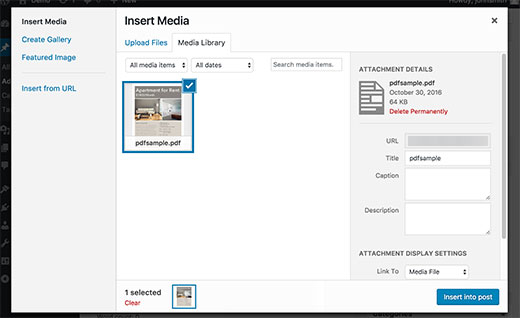 Insert Media
Create Gallery
Featured Image
Insert from URL
Insert Media
Upload Files
Media Library
All media items
All dates
Search media items.
Apartment for Rent
pdfsample.pdf
ATTACHMENT DETAILS
pdfsample.pdf
October 30, 2016
64 KB
Delete Permanently
URL
Title
pdfsample
Caption
Description
ATTACHMENT DISPLAY SETTINGS
Link To
Media File
1 selected
Clear
Insert into post